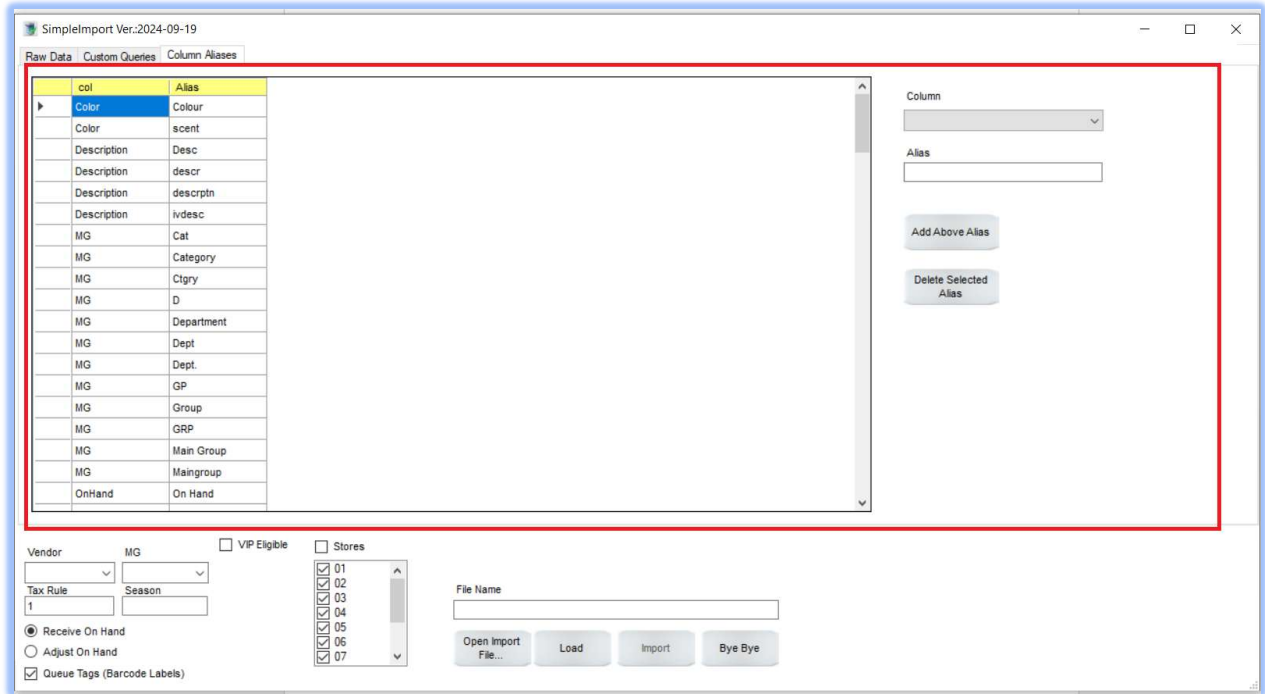 SimpleImport Ver.:2024-09-19
Raw Data Custom Queries Column Aliases
col Alias
Color Colour
Color scent
Description Desc
Description descr
Description descrptn
Description ivdesc
MG Cat
MG Category
MG Ctgry
MG D
MG Department
MG Dept
MG Dept.
MG GP
MG Group
MG GRP
MG Main Group
MG Maingroup
OnHand On Hand
Column
Alias
Add Above Alias
Delete Selected
Alias
Vendor MG VIP Eligible Stores
Tax Rule Season
1
Receive On Hand
Adjust On Hand
Queue Tags (Barcode Labels)
01
02
03
04
05
06
07
File Name
Open Import
File...
Load
Import
Bye Bye